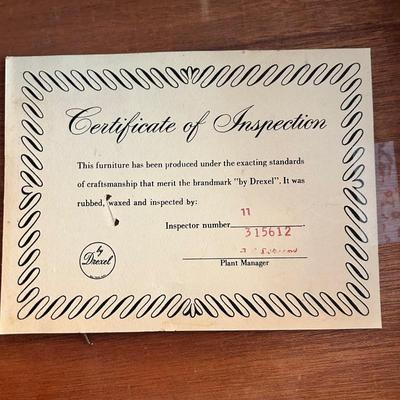 Certificate of Inspection
This furniture has been produced under the exacting standards
of craftsmanship that merit the brandmark "by Drexel". It was
rubbed, waxed and inspected by:
11
Inspector number
315612
Plant Manager
by
Drexel